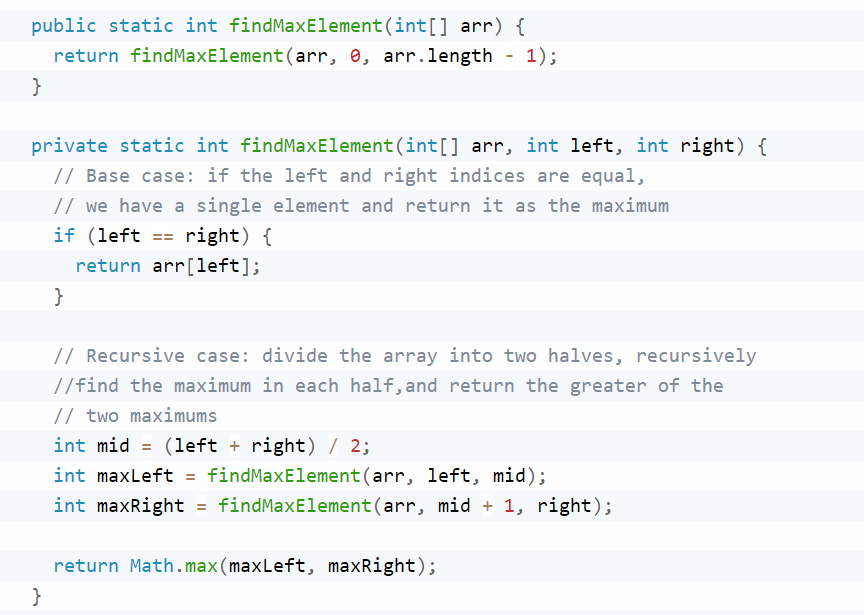 public static int findMaxElement(int[] arr) {
  return findMaxElement(arr, 0, arr.length - 1);
}

private static int findMaxElement(int[] arr, int left, int right) {
  // Base case: if the left and right indices are equal,
  // we have a single element and return it as the maximum
  if (left == right) {
    return arr[left];
  }

  // Recursive case: divide the array into two halves, recursively
  //find the maximum in each half,and return the greater of the
  // two maximums
  int mid = (left + right) / 2;
  int maxLeft = findMaxElement(arr, left, mid);
  int maxRight = findMaxElement(arr, mid + 1, right);

  return Math.max(maxLeft, maxRight);
}